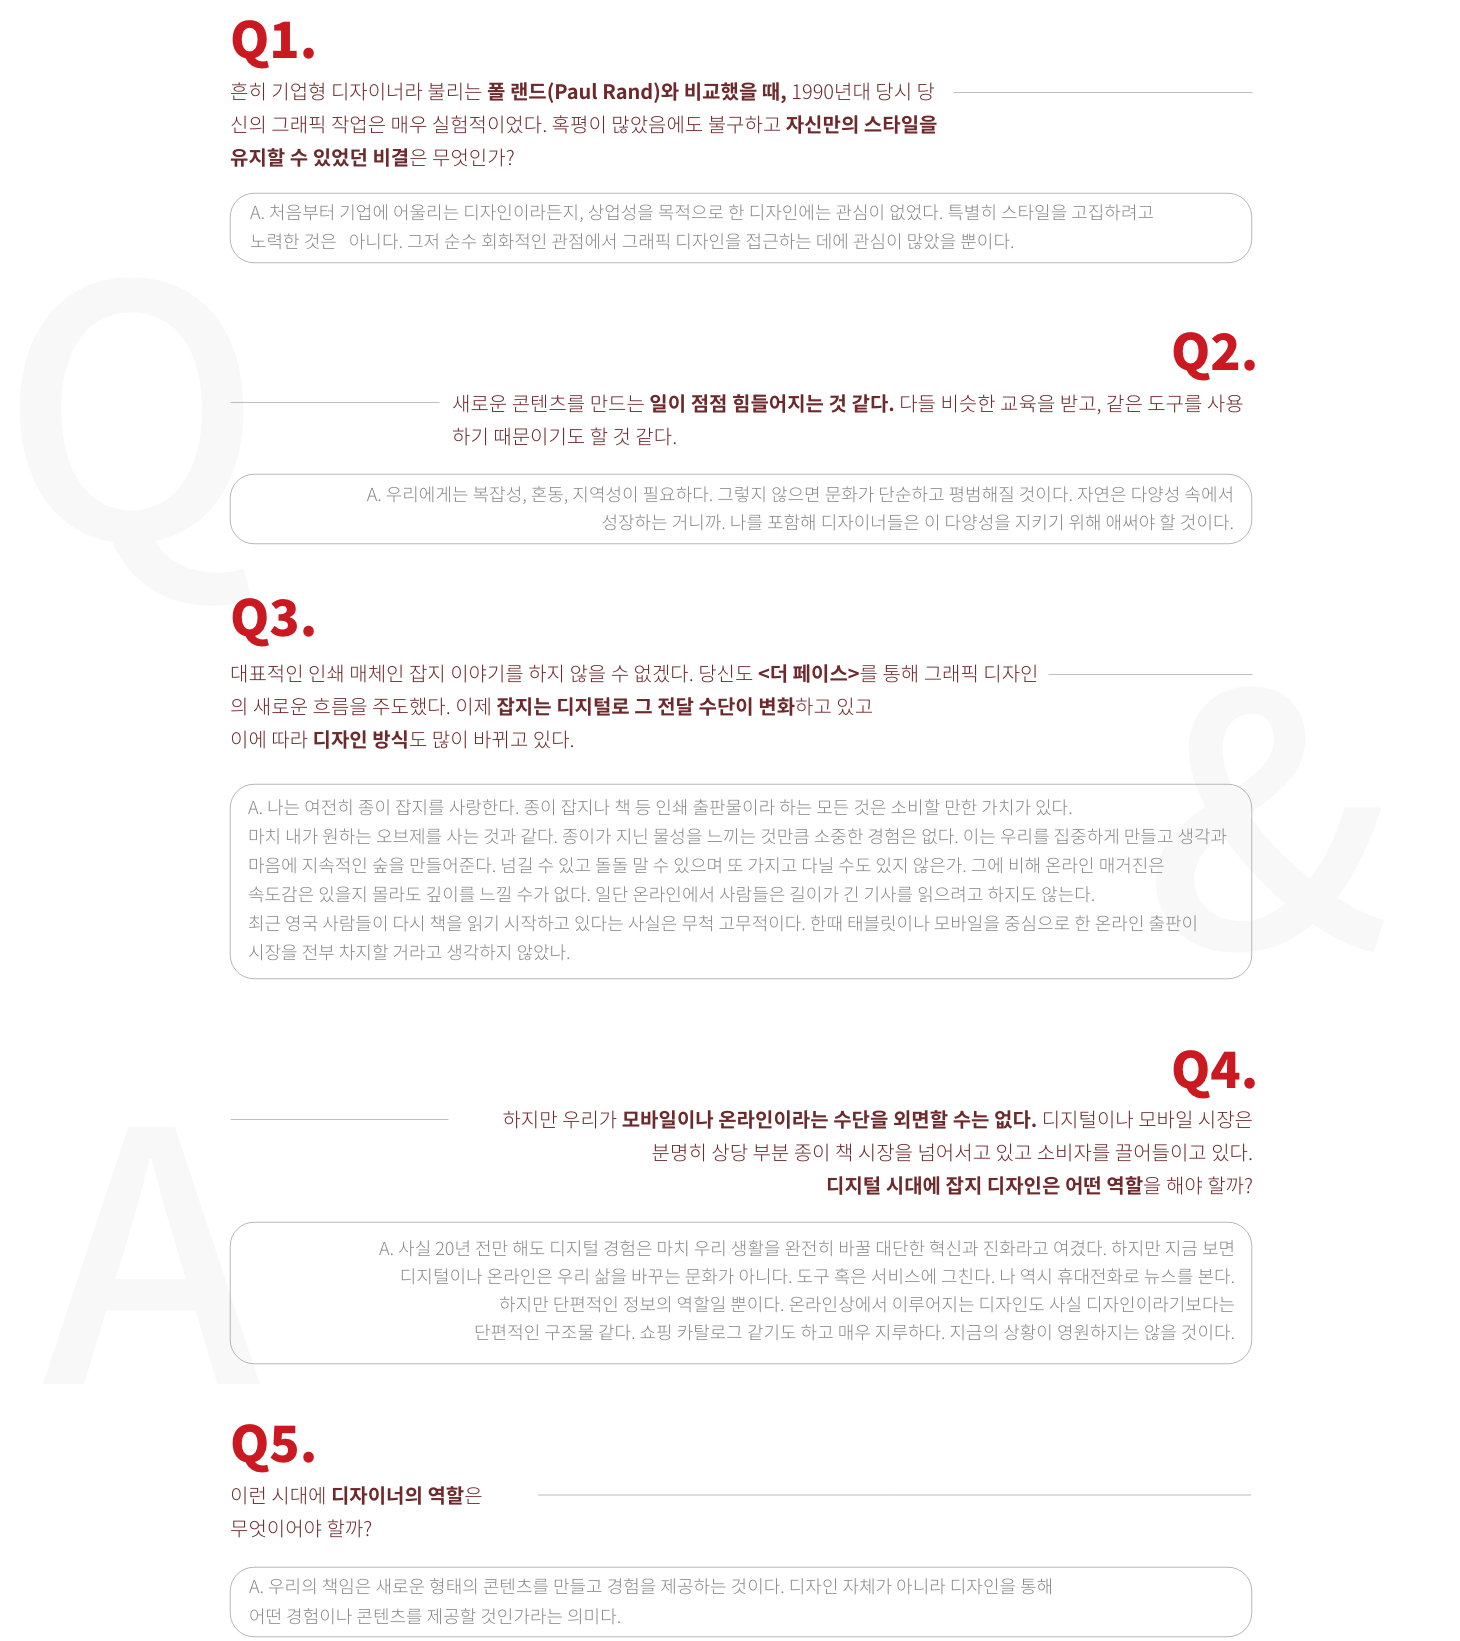 Q1.
흔히 기업형 디자이너라 불리는 폴 랜드(Paul Rand)와 비교했을 때, 1990년대 당시 당
신의 그래픽 작업은 매우 실험적이었다. 혹평이 많았음에도 불구하고 자신만의 스타일을
유지할 수 있었던 비결은 무엇인가?
A. 처음부터 기업에 어울리는 디자인이라든지, 상업성을 목적으로 한 디자인에는 관심이 없었다. 특별히 스타일을 고집하려고
노력한 것은 아니다. 그저 순수 회화적인 관점에서 그래픽 디자인을 접근하는 데에 관심이 많았을 뿐이다.
Q
Q2.
새로운 콘텐츠를 만드는 일이 점점 힘들어지는 것 같다. 다들 비슷한 교육을 받고, 같은 도구를 사용
하기 때문이기도 할 것 같다.
A. 우리에게는 복잡성, 혼동, 지역성이 필요하다. 그렇지 않으면 문화가 단순하고 평범해질 것이다. 자연은 다양성 속에서
성장하는 거니까. 나를 포함해 디자이너들은 이 다양성을 지키기 위해 애써야 할 것이다.
Q3.
대표적인 인쇄 매체인 잡지 이야기를 하지 않을 수 없겠다. 당신도 <더 페이스>를 통해 그래픽 디자인
의 새로운 흐름을 주도했다. 이제 잡지는 디지털로 그 전달 수단이 변화하고 있고
이에 따라 디자인 방식도 많이 바뀌고 있다.
&
A. 나는 여전히 종이 잡지를 사랑한다. 종이 잡지나 책 등 인쇄 출판물이라 하는 모든 것은 소비할 만한 가치가 있다.
마치 내가 원하는 오브제를 사는 것과 같다. 종이가 지닌 물성을 느끼는 것만큼 소중한 경험은 없다. 이는 우리를 집중하게 만들고 생각과
마음에 지속적인 숲을 만들어준다. 넘길 수 있고 돌돌 말 수 있으며 또 가지고 다닐 수도 있지 않은가. 그에 비해 온라인 매거진은
속도감은 있을지 몰라도 깊이를 느낄 수가 없다. 일단 온라인에서 사람들은 길이가 긴 기사를 읽으려고 하지도 않는다.
최근 영국 사람들이 다시 책을 읽기 시작하고 있다는 사실은 무척 고무적이다. 한때 태블릿이나 모바일을 중심으로 한 온라인 출판이
시장을 전부 차지할 거라고 생각하지 않았나.
Q4.
하지만 우리가 모바일이나 온라인이라는 수단을 외면할 수는 없다. 디지털이나 모바일 시장은
분명히 상당 부분 종이 책 시장을 넘어서고 있고 소비자를 끌어들이고 있다.
디지털 시대에 잡지 디자인은 어떤 역할을 해야 할까?
A
A. 사실 20년 전만 해도 디지털 경험은 마치 우리 생활을 완전히 바꿀 대단한 혁신과 진화라고 여겼다. 하지만 지금 보면
디지털이나 온라인은 우리 삶을 바꾸는 문화가 아니다. 도구 혹은 서비스에 그친다. 나 역시 휴대전화로 뉴스를 본다.
하지만 단편적인 정보의 역할일 뿐이다. 온라인상에서 이루어지는 디자인도 사실 디자인이라기보다는
단편적인 구조물 같다. 쇼핑 카탈로그 같기도 하고 매우 지루하다. 지금의 상황이 영원하지는 않을 것이다.
Q5.
이런 시대에 디자이너의 역할은
무엇이어야 할까?
A. 우리의 책임은 새로운 형태의 콘텐츠를 만들고 경험을 제공하는 것이다. 디자인 자체가 아니라 디자인을 통해
어떤 경험이나 콘텐츠를 제공할 것인가라는 의미다.